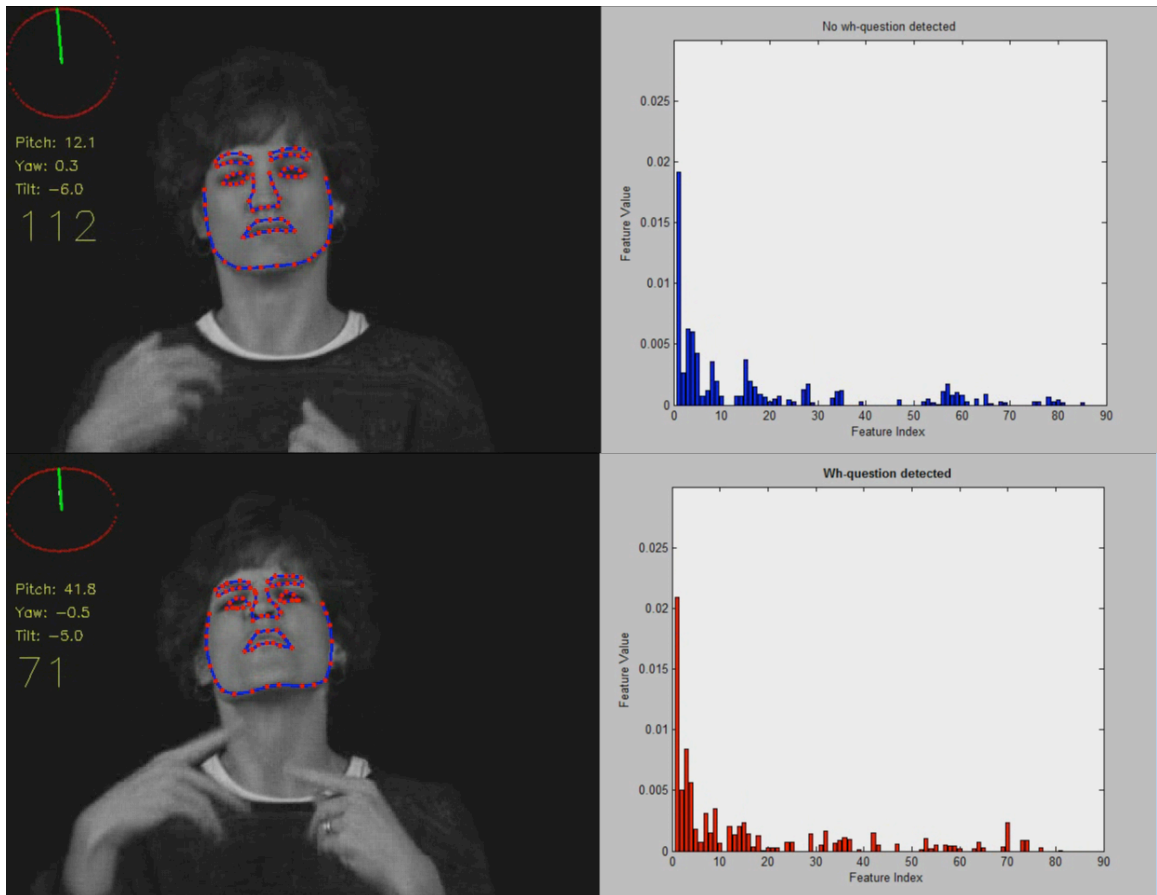 Pitch: 12.1
Yaw: 0.3
Tilt: -6.0
112
No wh-question detected
0.025
0.02
0.015
0.01
0.005
0
Feature Value
0 10 20 30 40 50 60 70 80 90
Feature Index
Pitch: 41.8
Yaw: -0.5
Tilt: -5.0
71
Wh-question detected
0.025
0.02
0.015
0.01
0.005
0
Feature Value
0 10 20 30 40 50 60 70 80 90
Feature Index